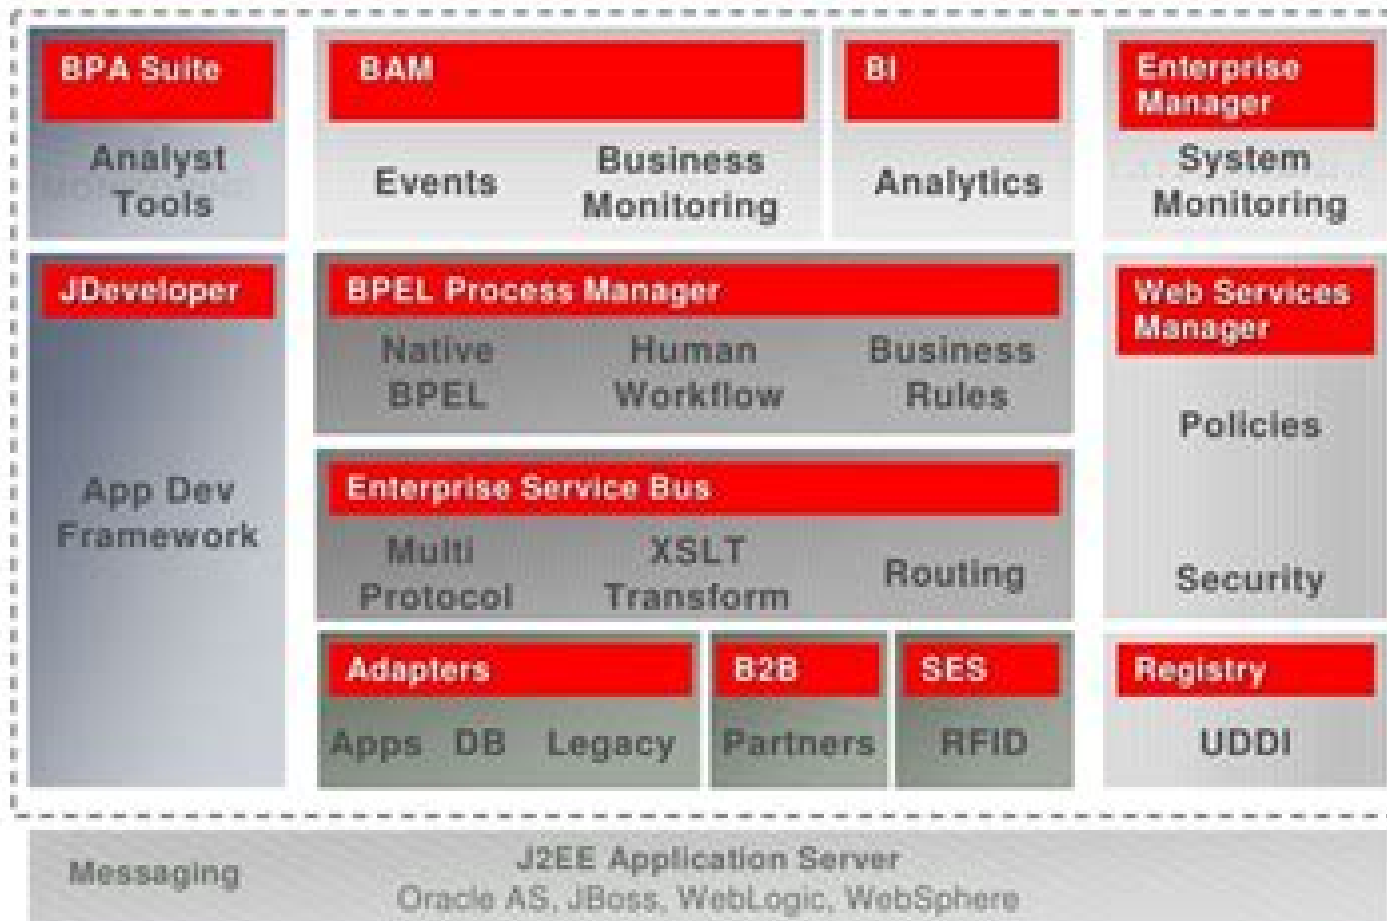 BPA Suite
Analyst
Tools
BAM
Events
Business
Monitoring
BI
Analytics
Enterprise
Manager
System
Monitoring
JDeveloper
App Dev
Framework
BPEL Process Manager
Native
BPEL
Human
Workflow
Business
Rules
Web Services
Manager
Policies
Security
Enterprise Service Bus
Multi
Protocol
XSLT
Transform
Routing
Adapters
Apps DB Legacy
B2B
Partners
SES
RFID
Registry
UDDI
Messaging
J2EE Application Server
Oracle AS, JBoss, WebLogic, WebSphere